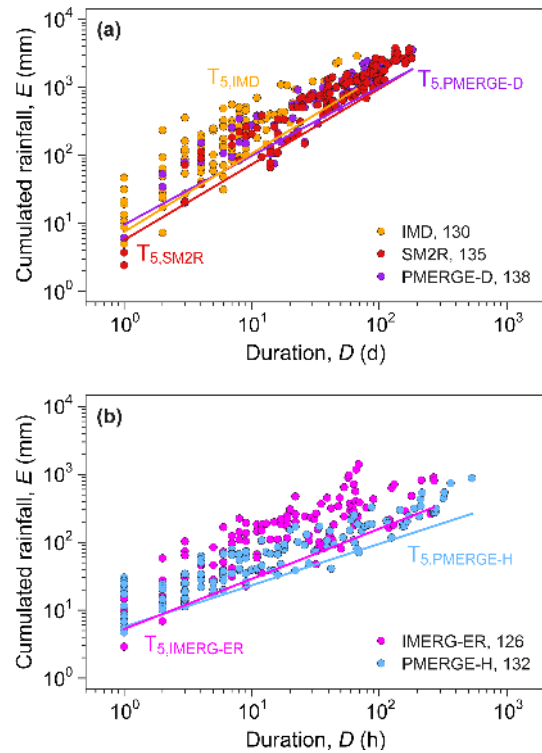 (a)
10⁴
10³
10²
10¹
10⁰
Cumulated rainfall, E (mm)
T5,IMD
T5,PMERGE-D
T5,SM2R
IMD, 130
SM2R, 135
PMERGE-D, 138
10⁰ 10¹ 10² 10³
Duration, D (d)
(b)
10⁴
10³
10²
10¹
10⁰
Cumulated rainfall, E (mm)
T5.PMERGE-H
T5,IMERG-ER
IMERG-ER, 126
PMERGE-H, 132
10⁰ 10¹ 10² 10³
Duration, D (h)